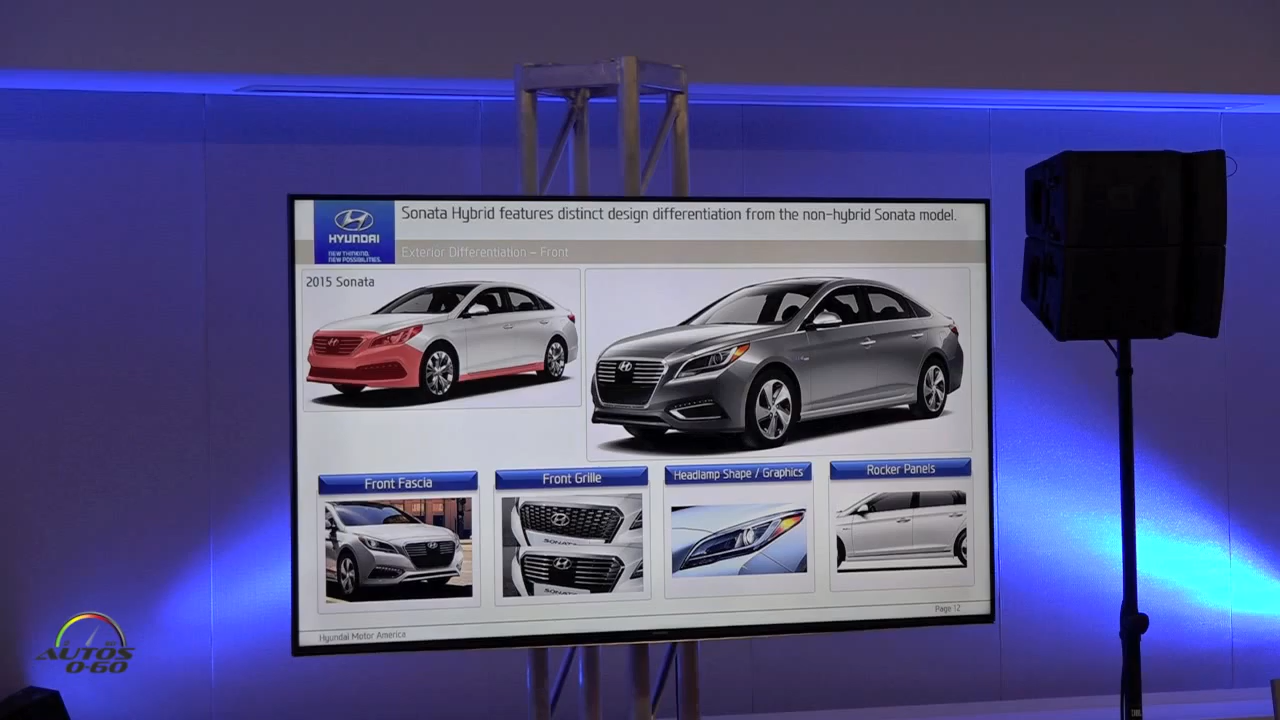 Sonata Hybrid features distinct design differentiation from the non-hybrid Sonata model.
HYUNDAI
NEW THINKING.
NEW POSSIBILITIES.
Exterior Differentiation – Front
2015 Sonata
Front Fascia
Front Grille
Headlamp Shape / Graphics
Rocker Panels
SONATA
SONATA
Page 12
Hyundai Motor America
AUTOS
0-60